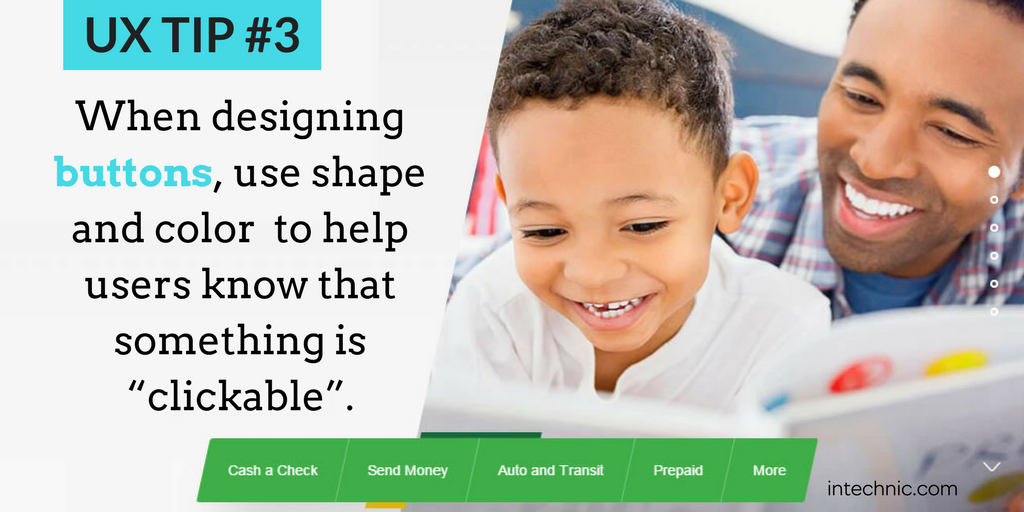 UX TIP #3
When designing
buttons, use shape
and color to help
users know that
something is
“clickable”.
Cash a Check Send Money Auto and Transit Prepaid More
intechnic.com